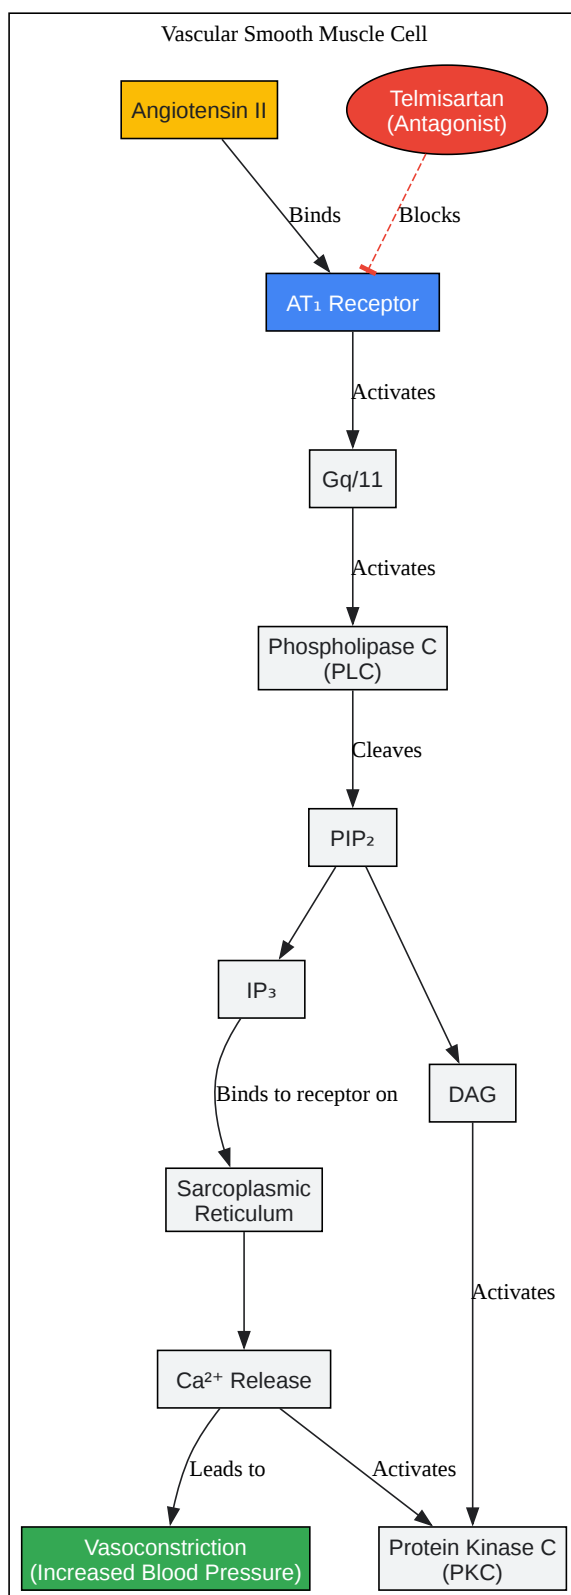 Vascular Smooth Muscle Cell
Angiotensin II
Telmisartan
(Antagonist)
Binds
Blocks
AT₁ Receptor
Activates
Gq/11
Activates
Phospholipase C
(PLC)
Cleaves
PIP₂
IP₃
Binds to receptor on
DAG
Sarcoplasmic
Reticulum
Activates
Ca²⁺ Release
Leads to
Activates
Vasoconstriction
(Increased Blood Pressure)
Protein Kinase C
(PKC)